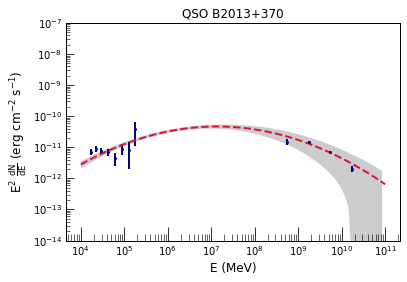 QSO B2013+370
10⁻⁷
10⁻⁸
10⁻⁹
10⁻¹⁰
10⁻¹¹
10⁻¹²
10⁻¹³
10⁻¹⁴
E² dN/dE (erg cm⁻² s⁻¹)
10⁴ 10⁵ 10⁶ 10⁷ 10⁸ 10⁹ 10¹⁰ 10¹¹
E (MeV)